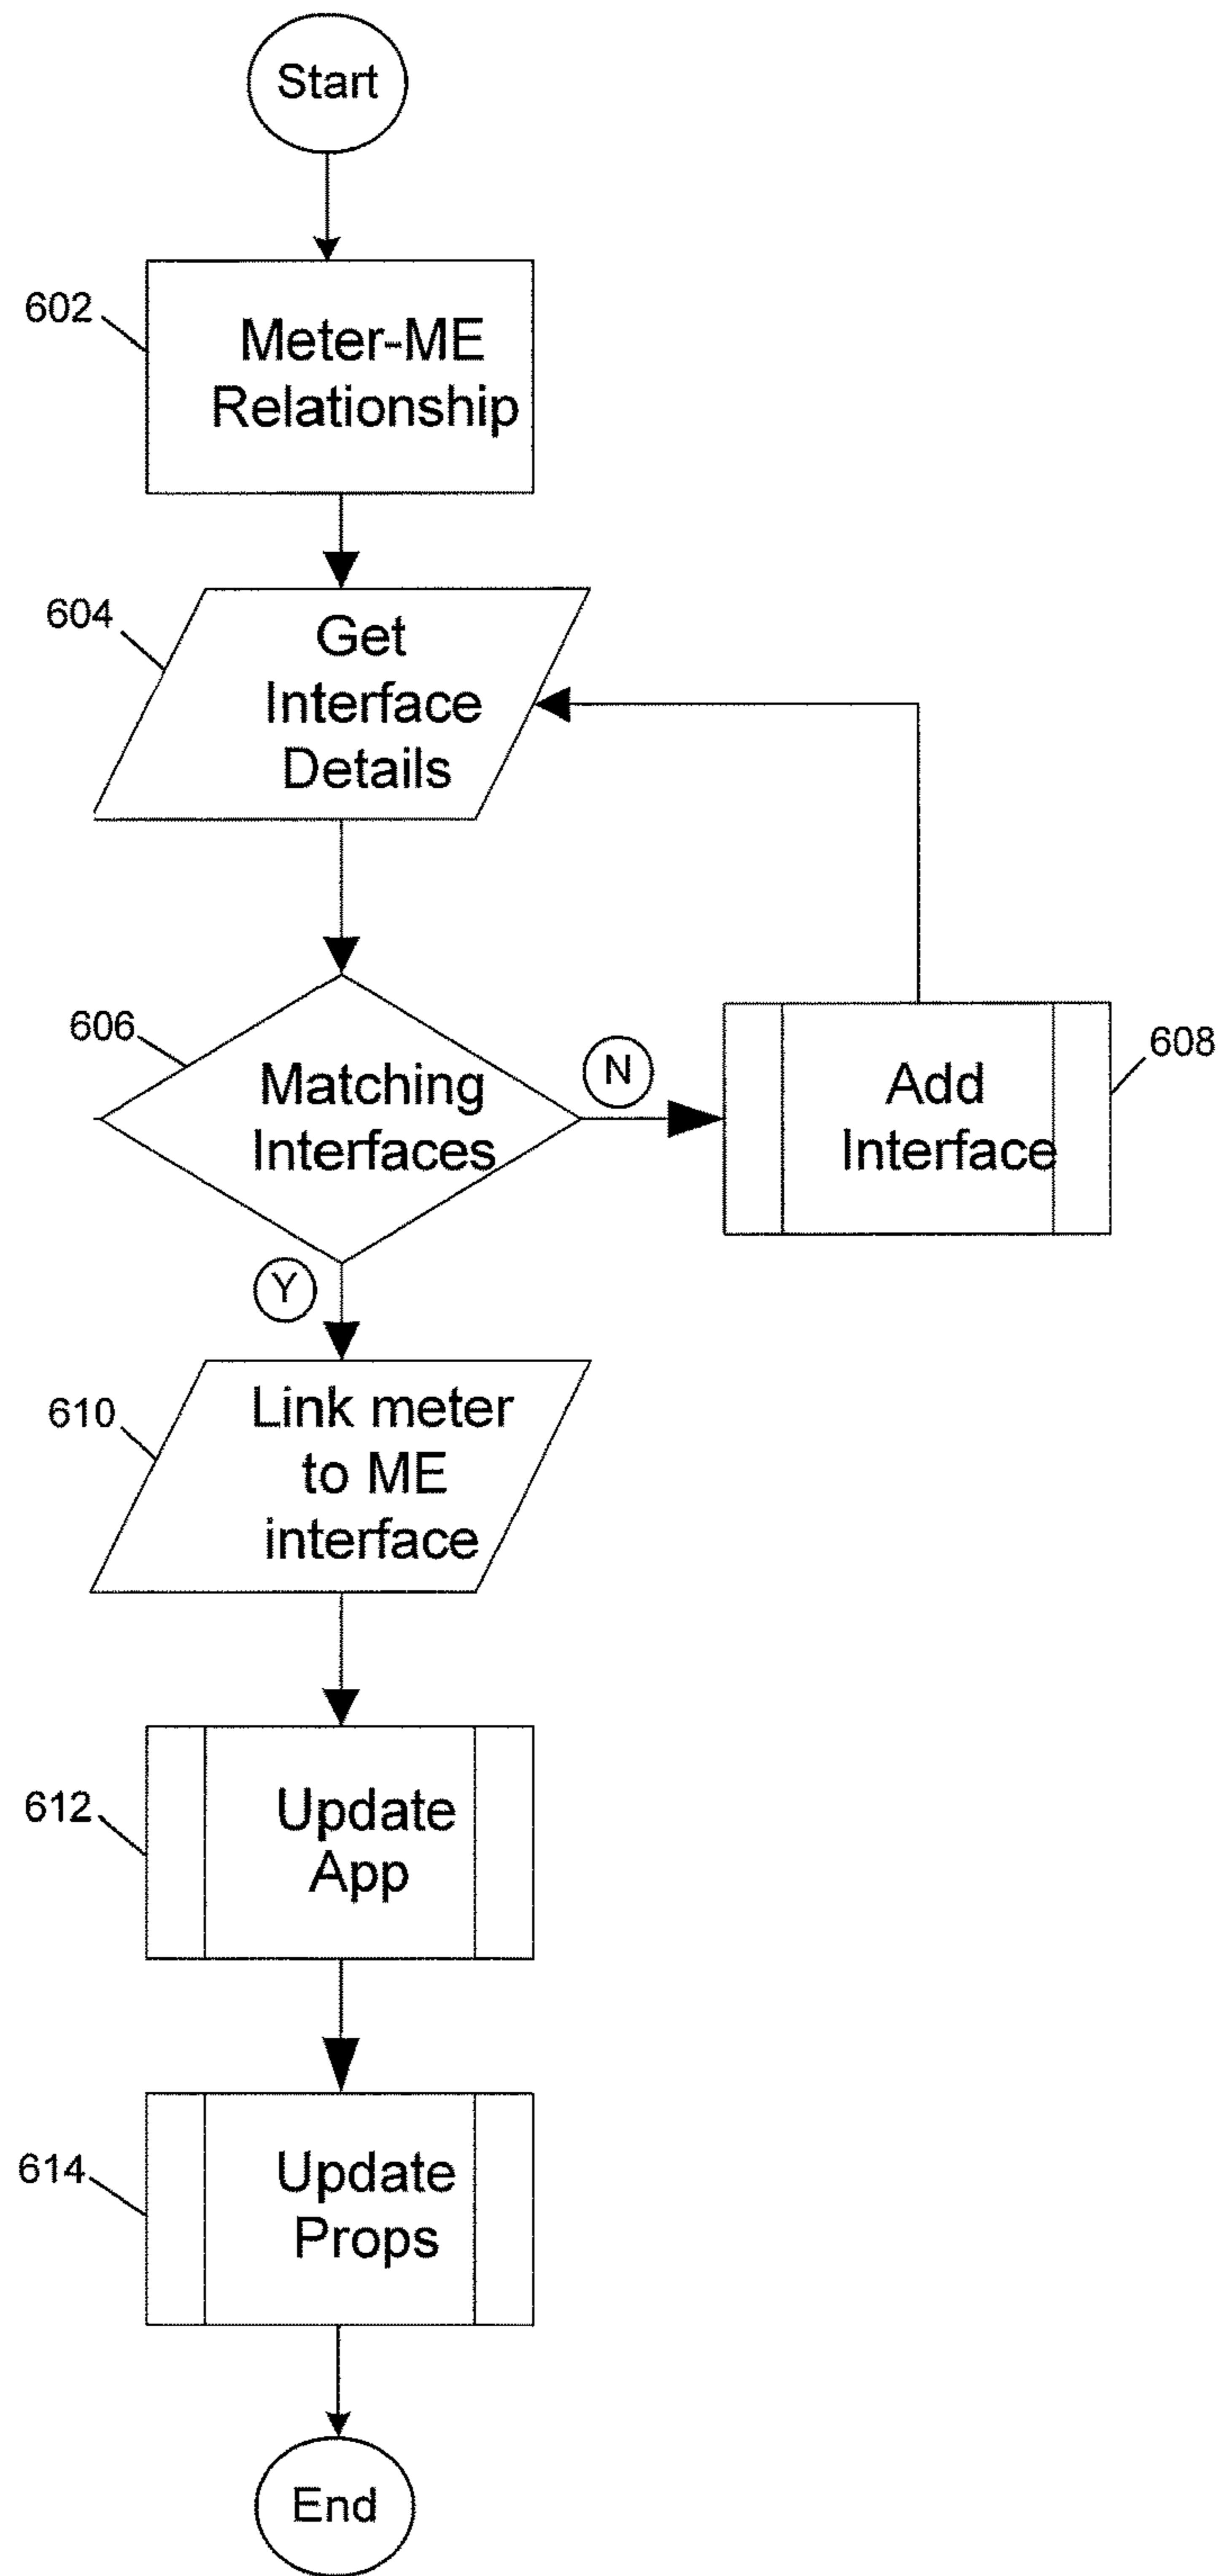 Start
602
Meter-ME
Relationship
604
Get
Interface
Details
606
Matching
Interfaces
N
Add
Interface
608
Y
610
Link meter
to ME
interface
612
Update
App
614
Update
Props
End